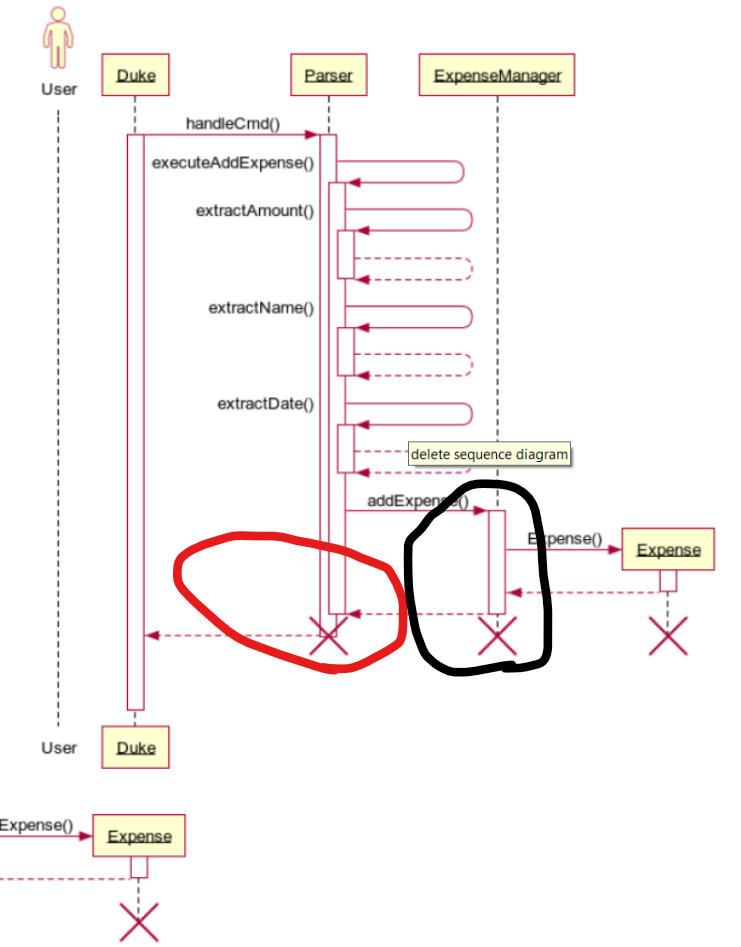 User
Duke
Parser
ExpenseManager
handleCmd()
executeAddExpense()
extractAmount()
extractName()
extractDate()
delete sequence diagram
addExpense()
Expense()
Expense
User
Duke
Expense()
Expense